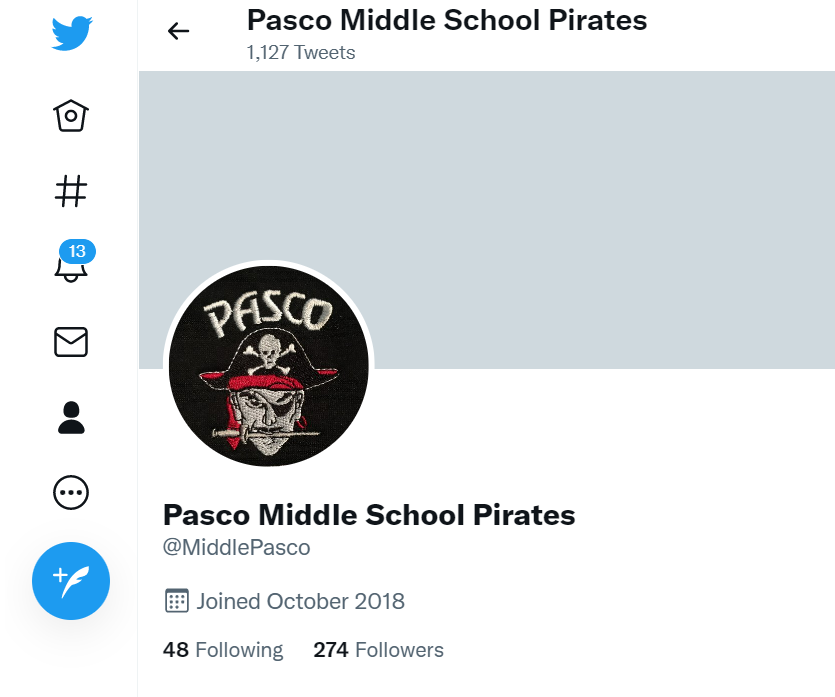 Pasco Middle School Pirates
1,127 Tweets
13
PASCO
Pasco Middle School Pirates
@MiddlePasco
Joined October 2018
48 Following 274 Followers